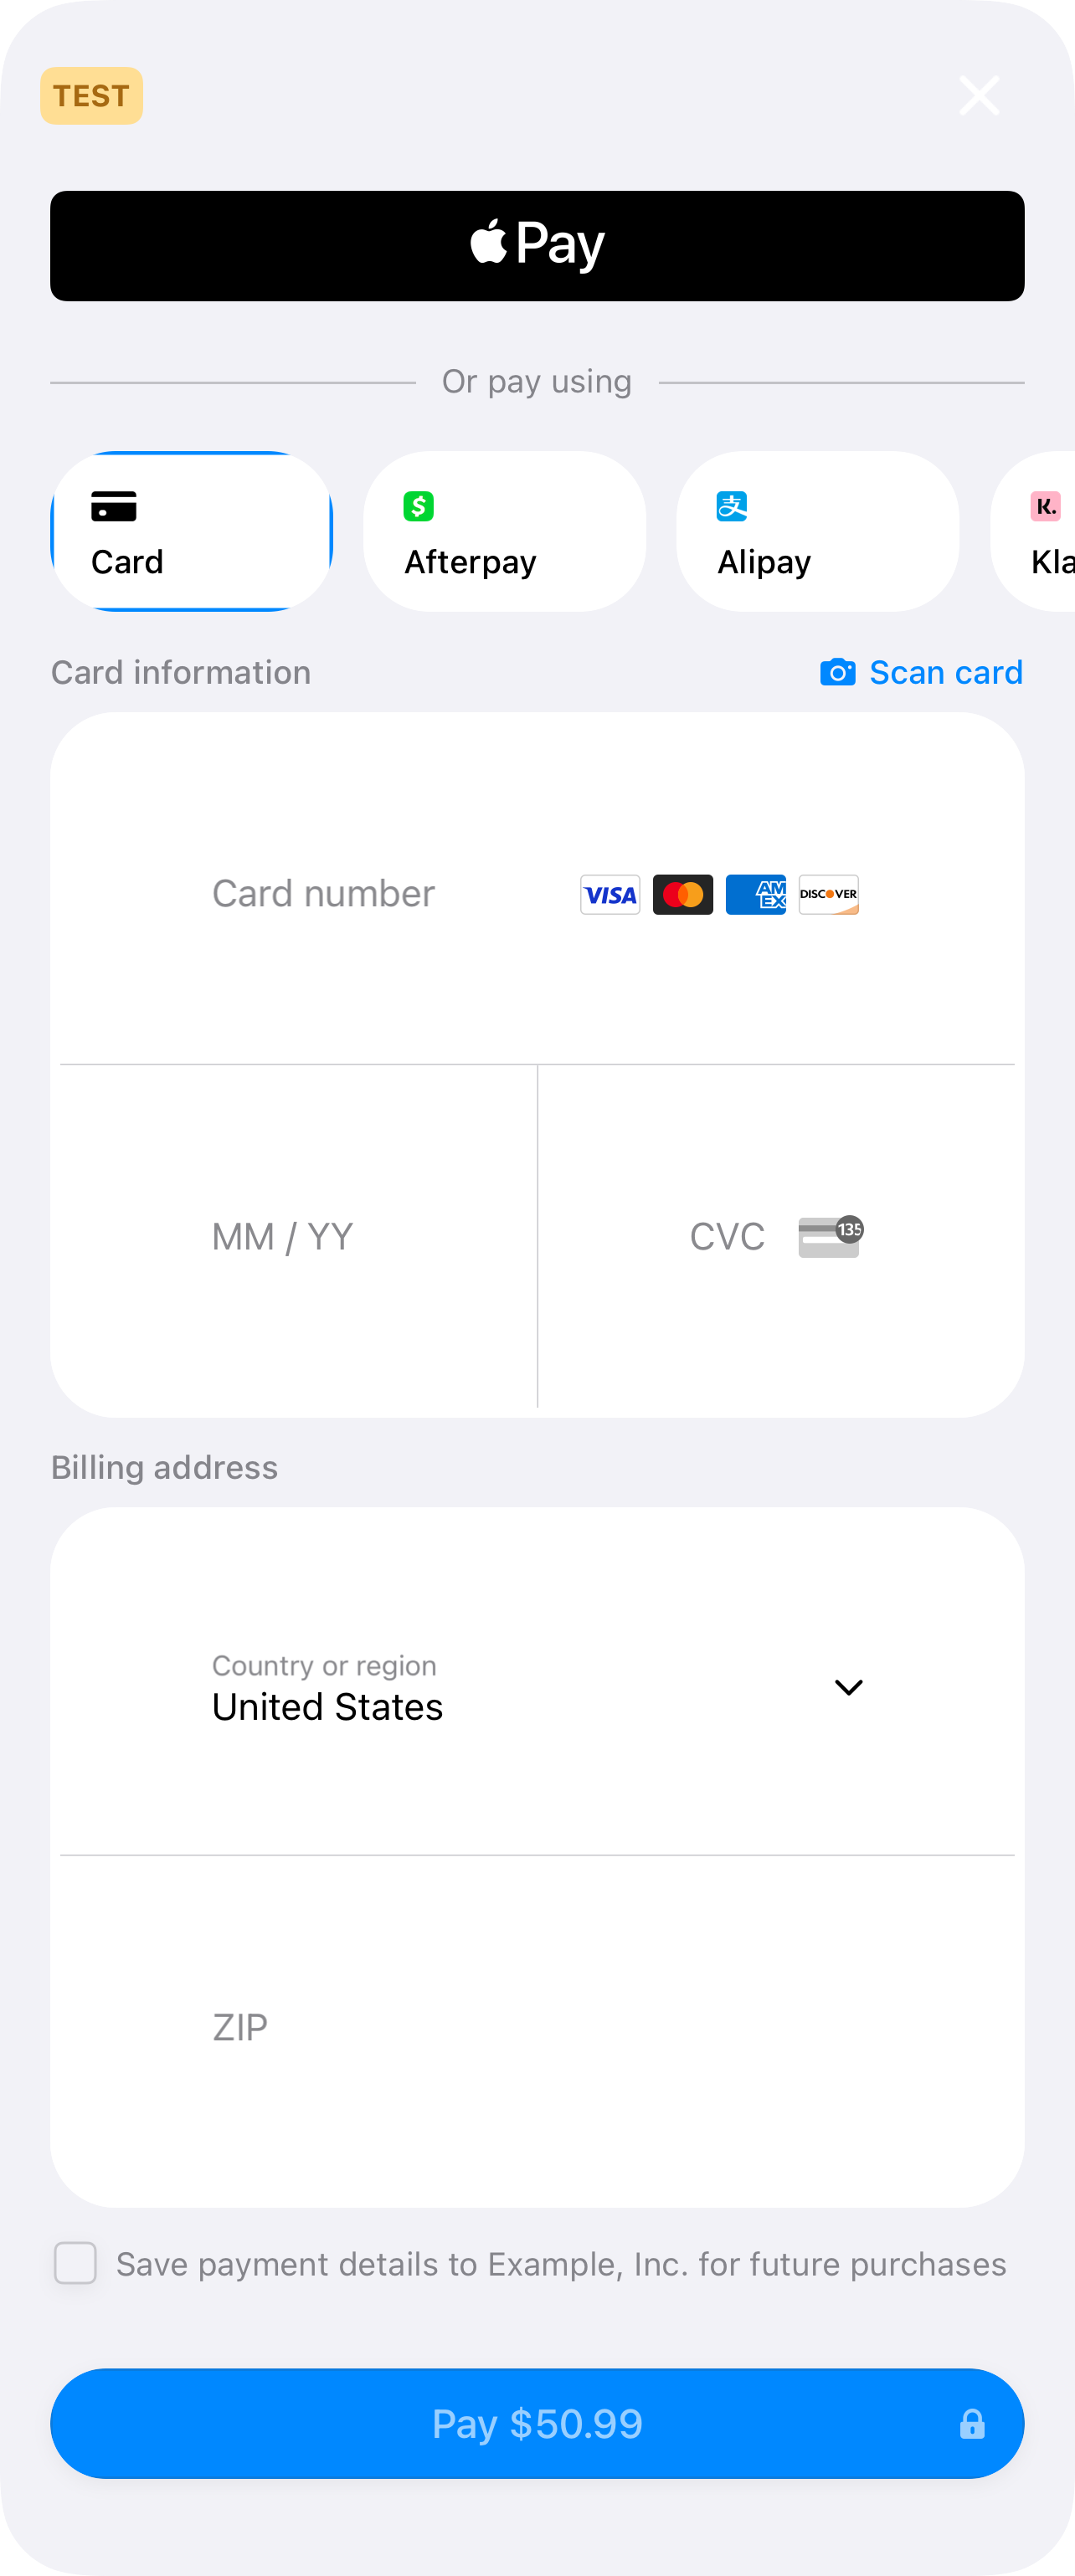 TEST
Pay
Or pay using
Card
Afterpay
Alipay
K.
Kla
Card information
Scan card
Card number
VISA
AM
EX
DISCOVER
MM / YY
CVC
135
Billing address
Country or region
United States
ZIP
Save payment details to Example, Inc. for future purchases
Pay $50.99